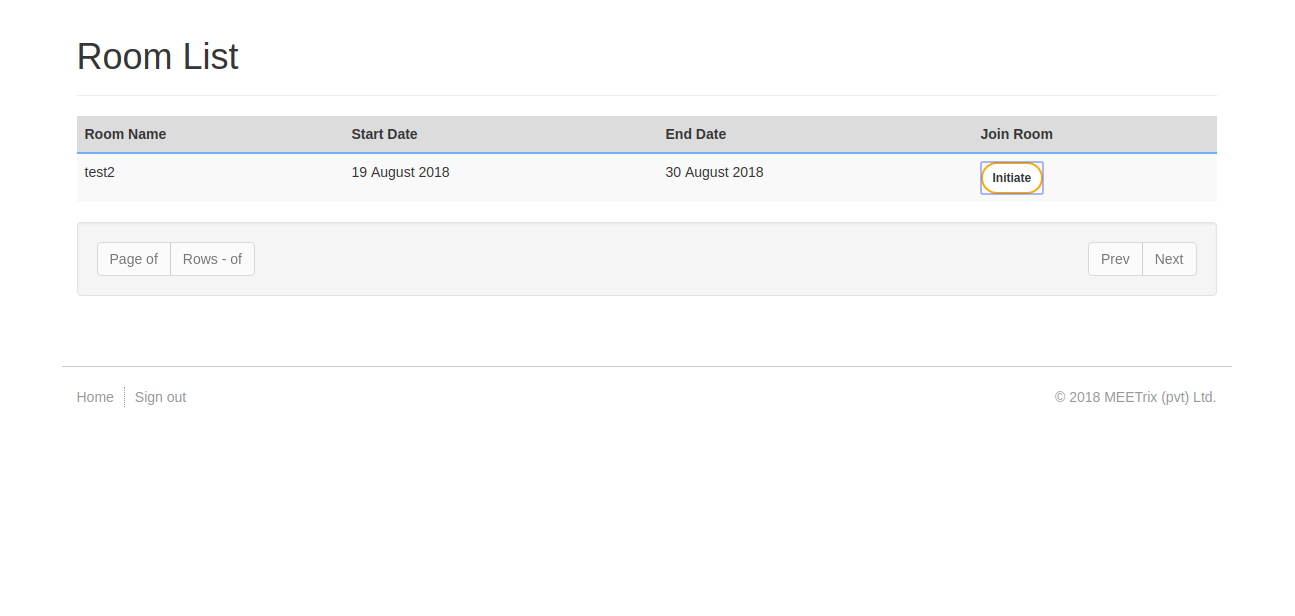 Room List
Room Name Start Date End Date Join Room
test2 19 August 2018 30 August 2018 Initiate
Page of Rows - of Prev Next
Home Sign out © 2018 MEETrix (pvt) Ltd.